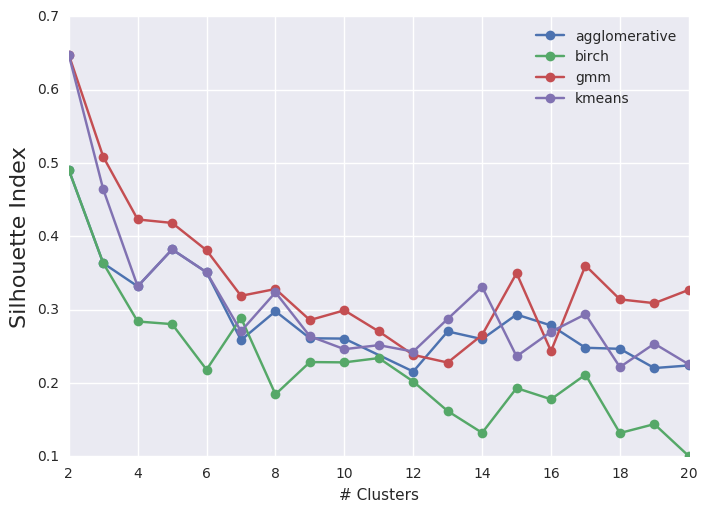 0.7
0.6
0.5
0.4
0.3
0.2
0.1
Silhouette Index
2 4 6 8 10 12 14 16 18 20
# Clusters
agglomerative
birch
gmm
kmeans